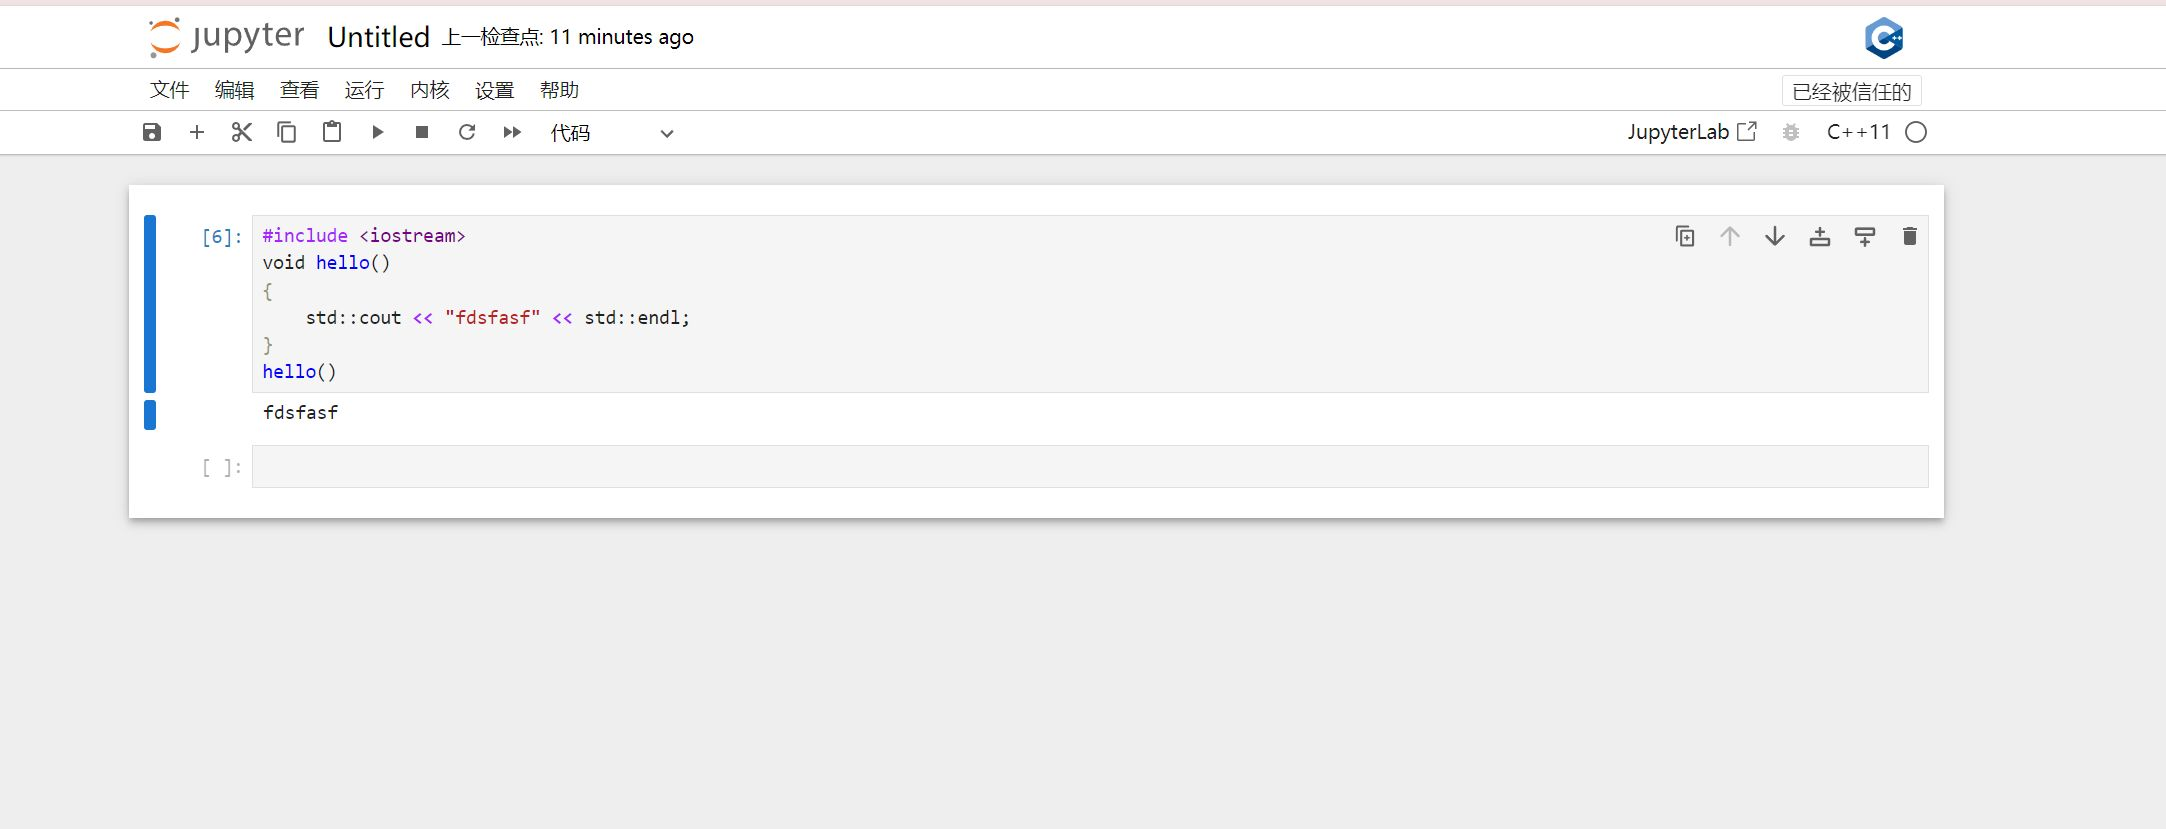 jupyter Untitled 上一检查点: 11 minutes ago
文件 编辑 查看 运行 内核 设置 帮助 已经被信任的
代码 JupyterLab C++11
[6]: #include <iostream>
void hello()
{
    std::cout << "fdsfasf" << std::endl;
}
hello()
fdsfasf
[ ]: